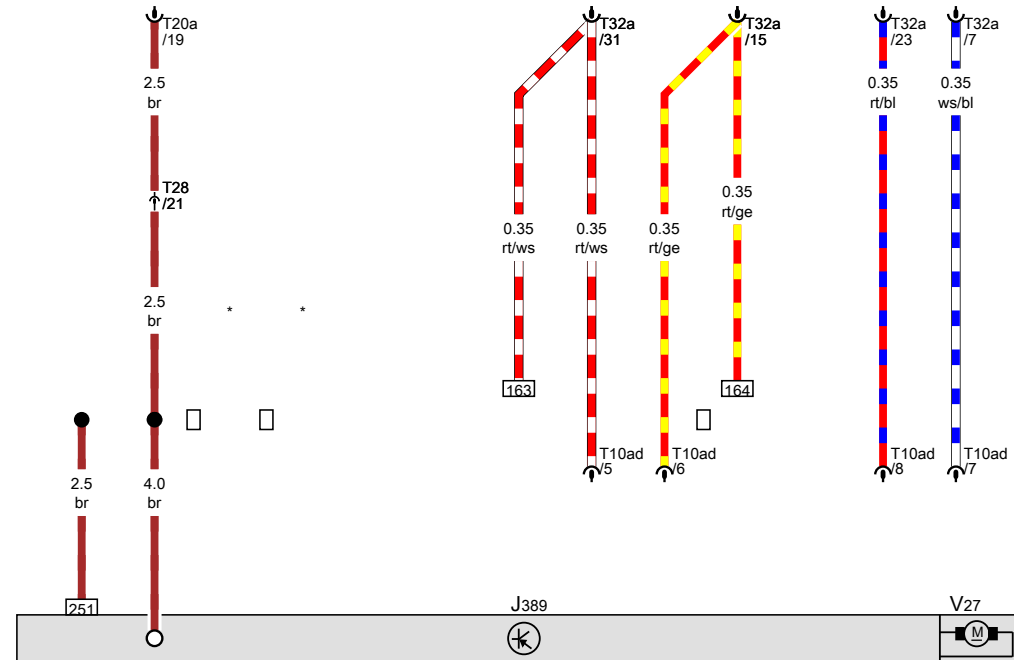 T20a
/19
T32a
/31
T32a
/15
T32a
/23
T32a
/7
2.5
br
0.35
rt/bl
0.35
ws/bl
T28
/21
0.35
rt/ge
0.35
rt/ws
0.35
rt/ws
0.35
rt/ge
2.5
br
*
*
163
164
T10ad
/5
T10ad
/6
T10ad
/8
T10ad
/7
2.5
br
4.0
br
251
J389
V27
M